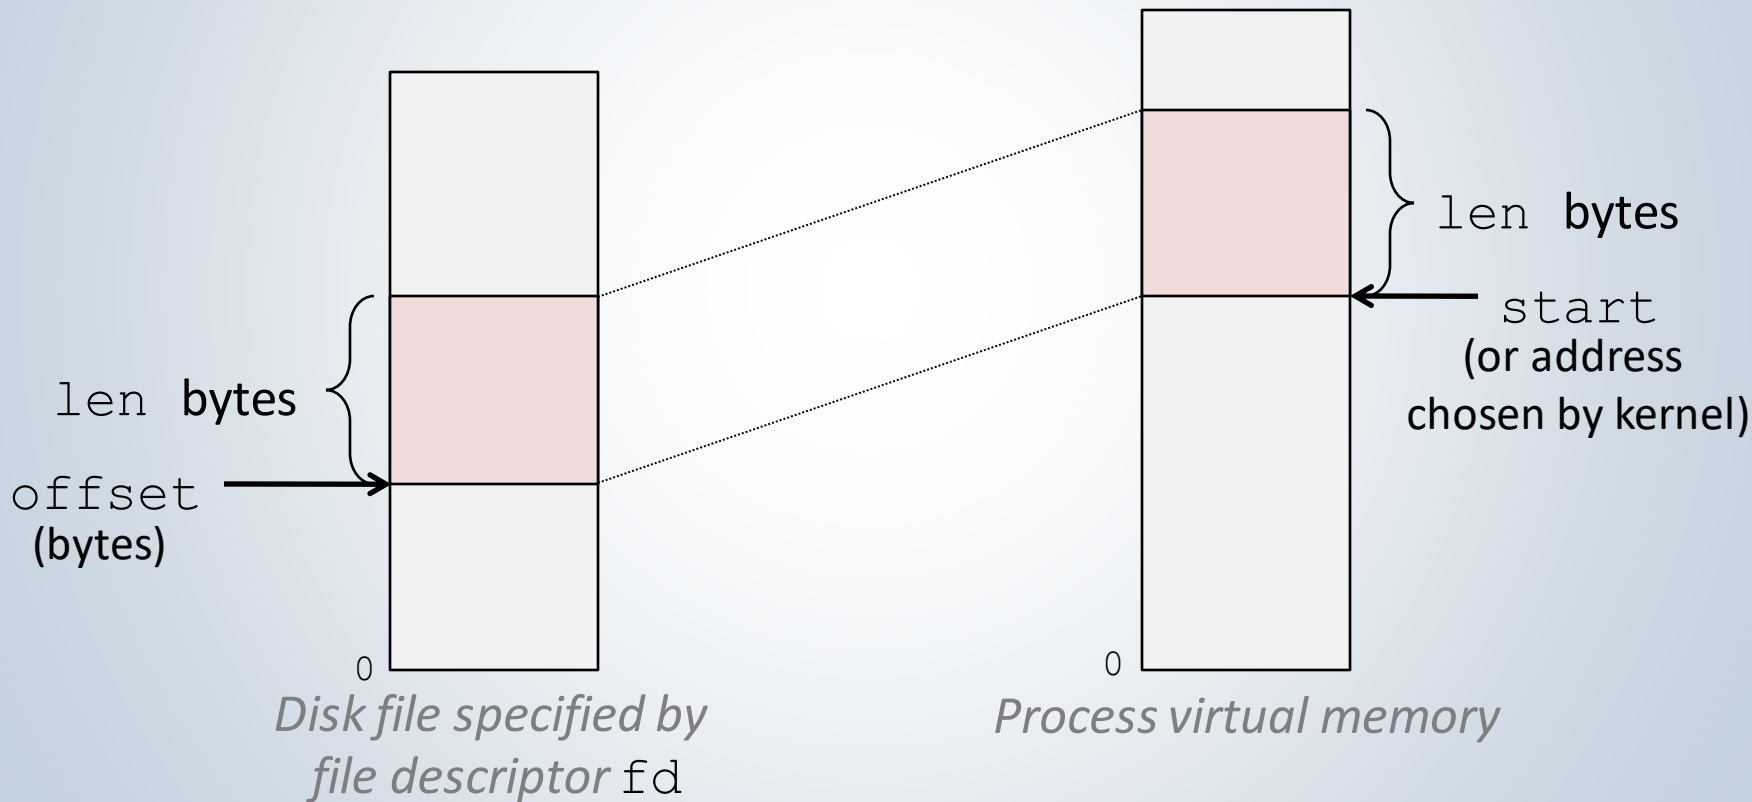 len bytes
start
(or address
chosen by kernel)
len bytes
offset
(bytes)
0
0
Disk file specified by
file descriptor fd
Process virtual memory